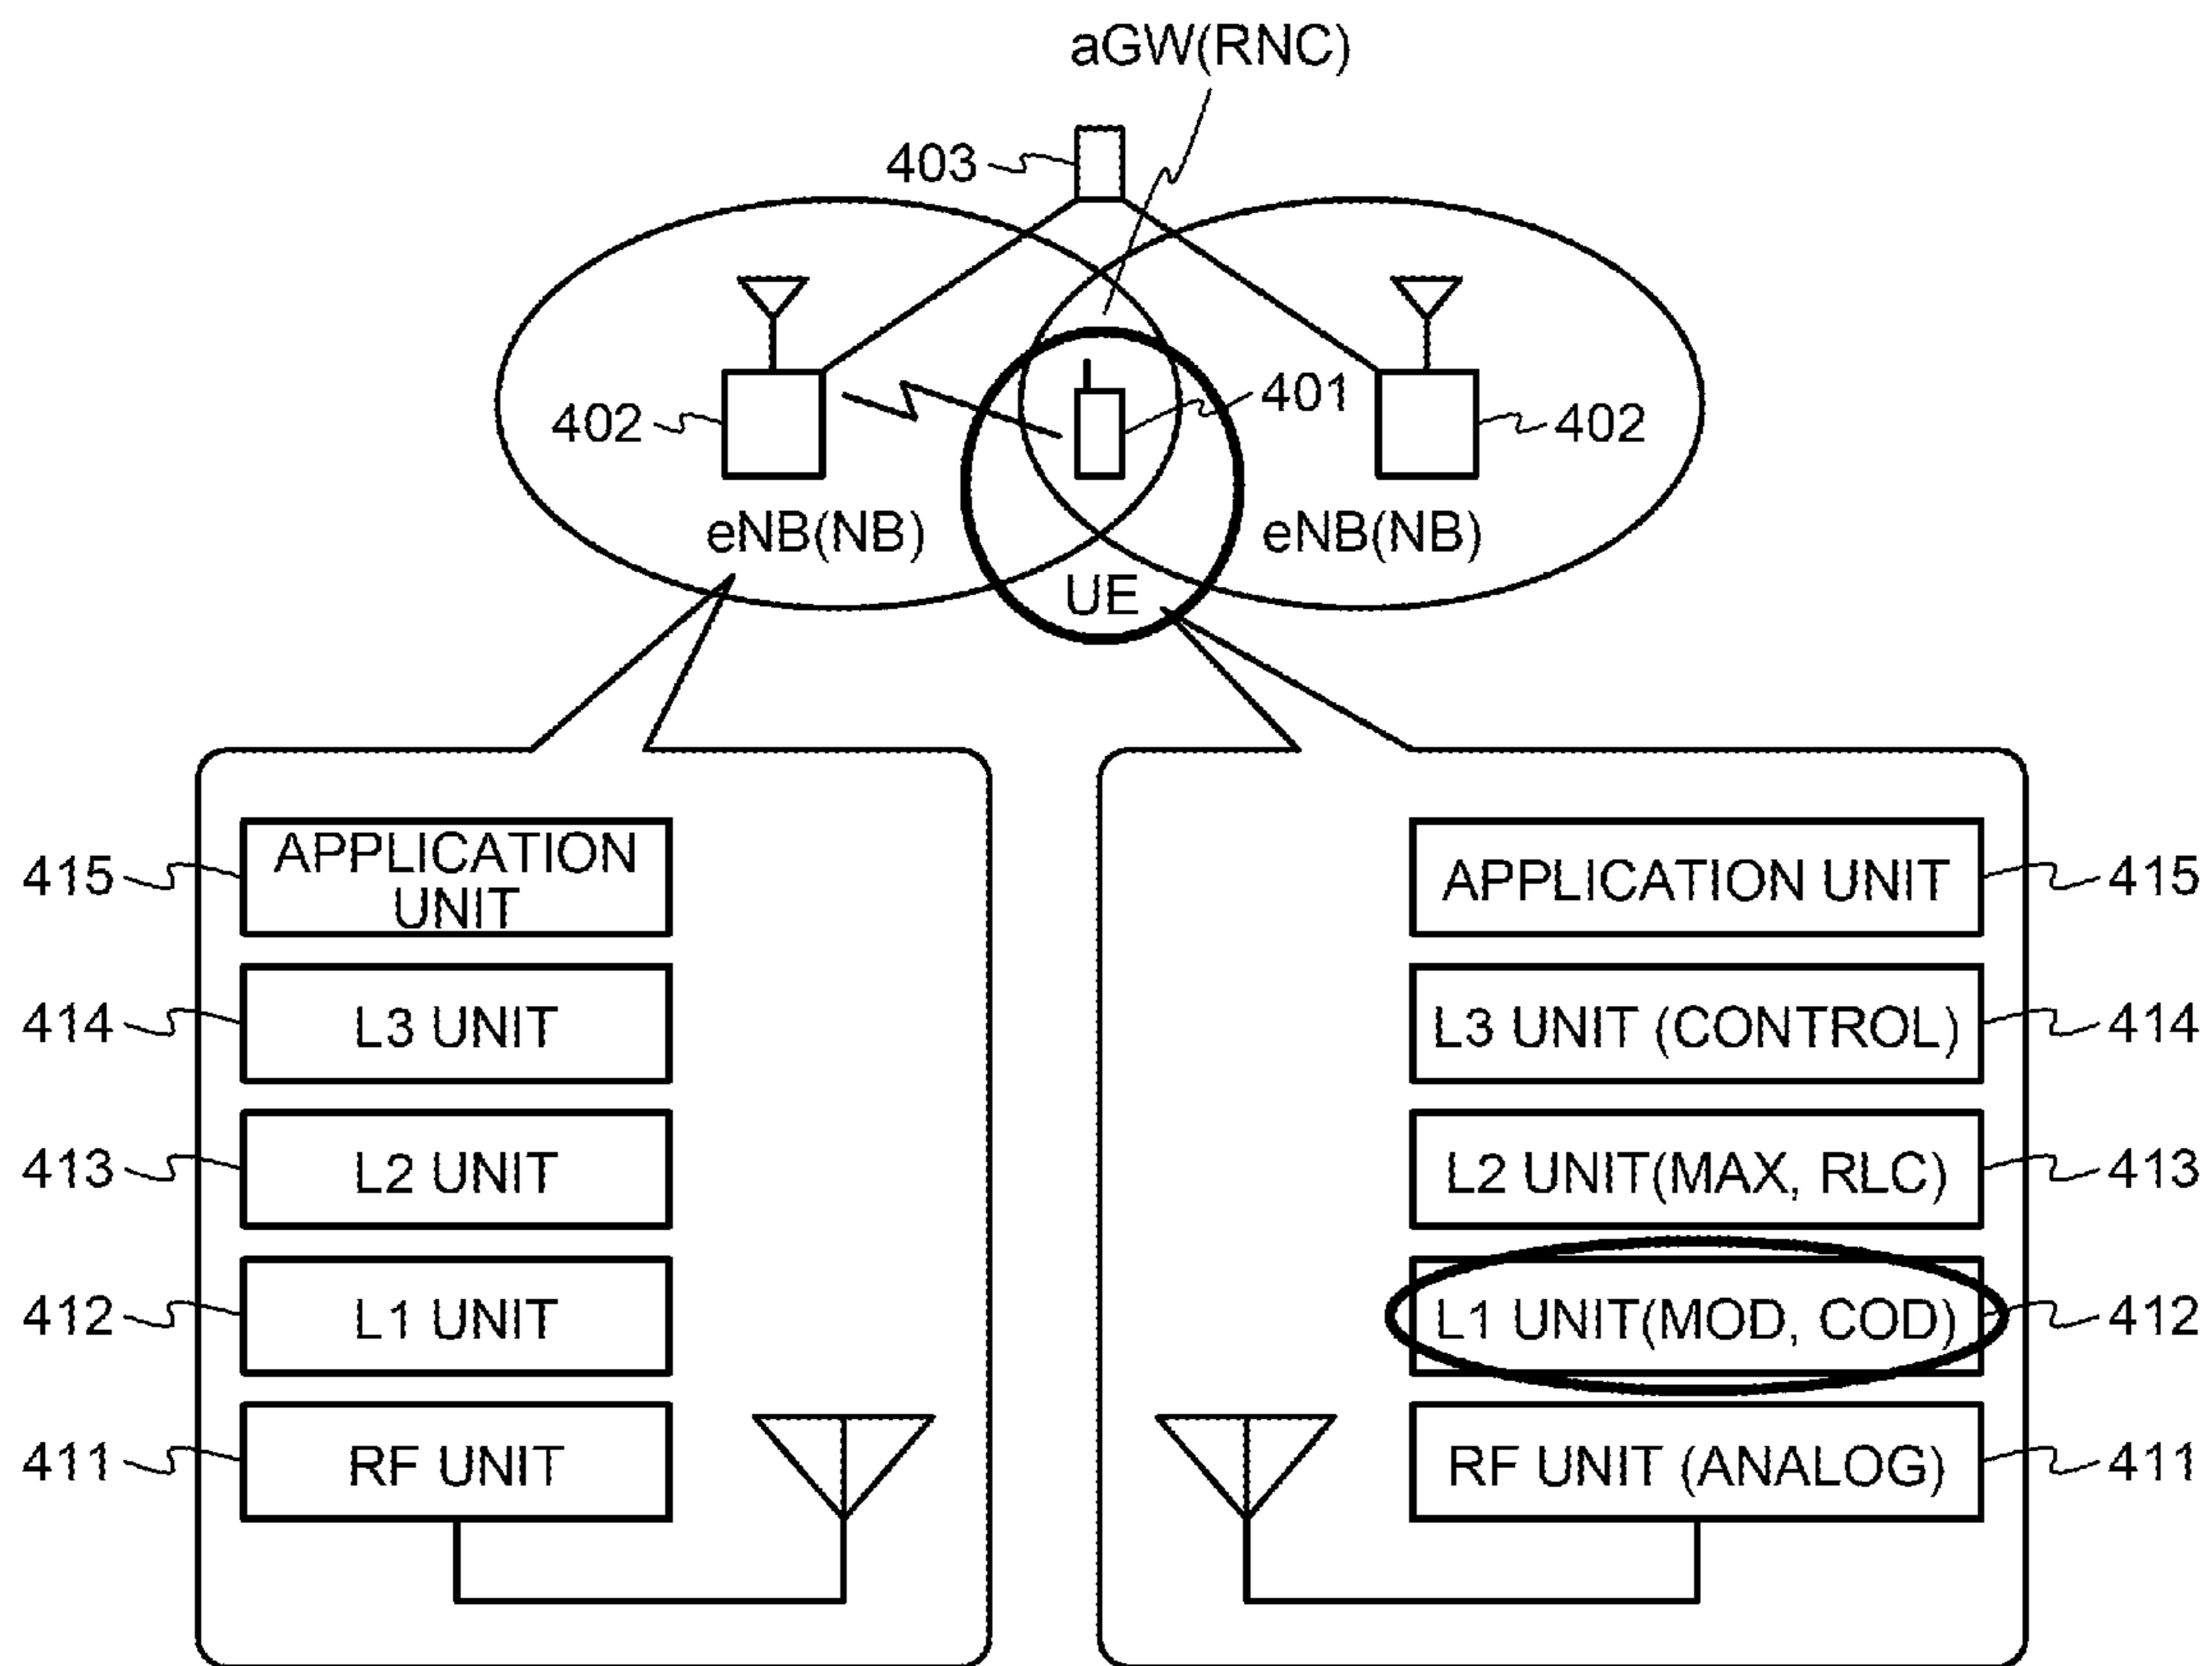 aGW(RNC)
403
402
401
402
eNB(NB)
eNB(NB)
UE
415
APPLICATION
UNIT
APPLICATION UNIT
415
414
L3 UNIT
L3 UNIT (CONTROL)
414
413
L2 UNIT
L2 UNIT(MAX, RLC)
413
412
L1 UNIT
L1 UNIT(MOD, COD)
412
411
RF UNIT
RF UNIT (ANALOG)
411